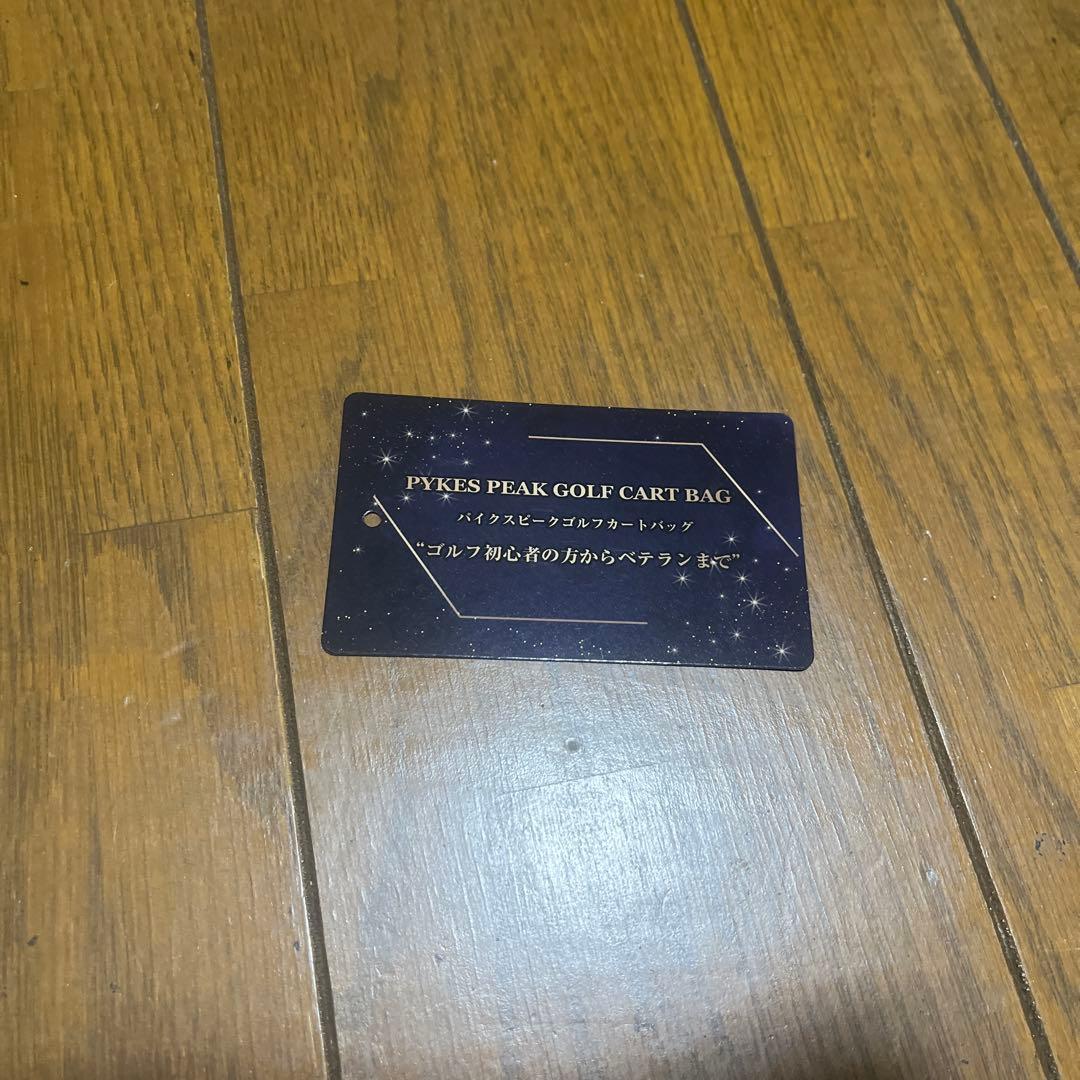 PYKES PEAK GOLF CART BAG
パイクスピークゴルフカートバッグ
“ゴルフ初心者の方からベテランまで”